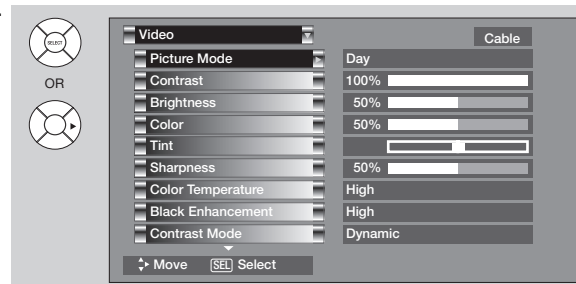 SELECT
OR
Video
Cable
Picture Mode Day
Contrast 100%
Brightness 50%
Color 50%
Tint
Sharpness 50%
Color Temperature High
Black Enhancement High
Contrast Mode Dynamic
Move SEL Select